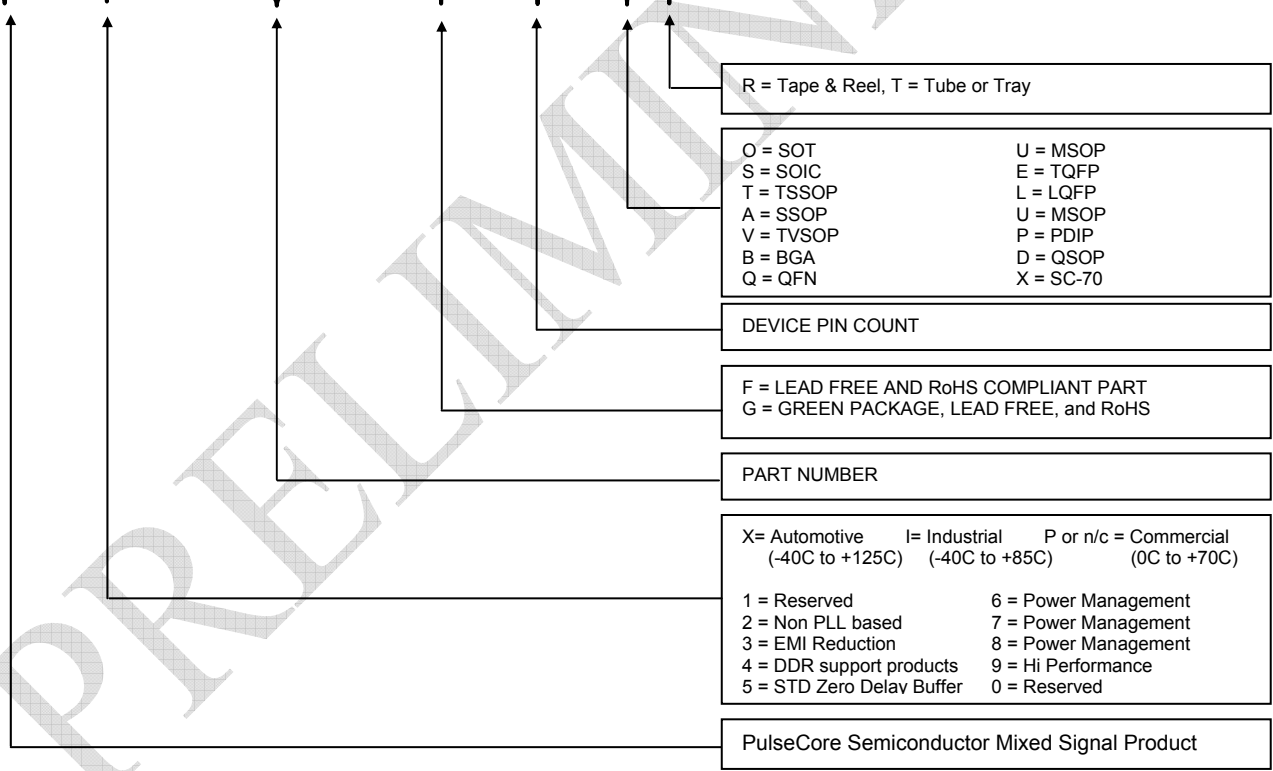 R = Tape & Reel, T = Tube or Tray
O = SOT U = MSOP
S = SOIC E = TQFP
T = TSSOP L = LQFP
A = SSOP U = MSOP
V = TVSOP P = PDIP
B = BGA D = QSOP
Q = QFN X = SC-70
DEVICE PIN COUNT
F = LEAD FREE AND RoHS COMPLIANT PART
G = GREEN PACKAGE, LEAD FREE, and RoHS
PART NUMBER
X= Automotive I= Industrial P or n/c = Commercial
(-40C to +125C) (-40C to +85C) (0C to +70C)
1 = Reserved 6 = Power Management
2 = Non PLL based 7 = Power Management
3 = EMI Reduction 8 = Power Management
4 = DDR support products 9 = Hi Performance
5 = STD Zero Delay Buffer 0 = Reserved
PulseCore Semiconductor Mixed Signal Product
PRELIMIN